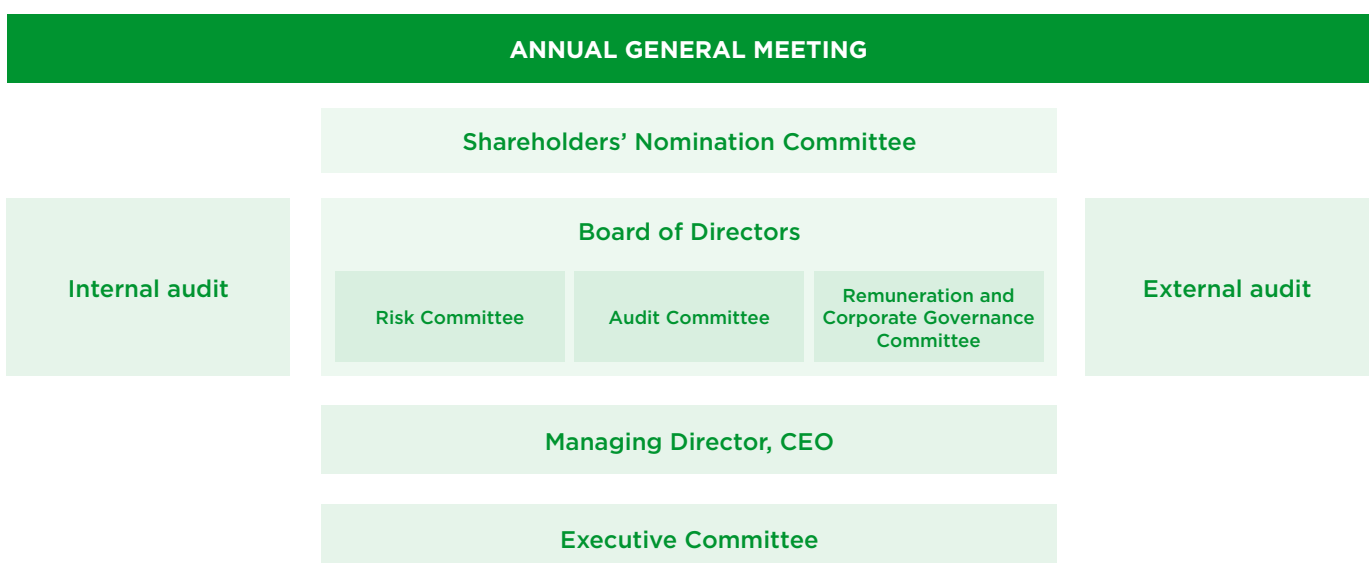 ANNUAL GENERAL MEETING
Shareholders’ Nomination Committee
Internal audit
Board of Directors
Risk Committee
Audit Committee
Remuneration and
Corporate Governance
Committee
External audit
Managing Director, CEO
Executive Committee